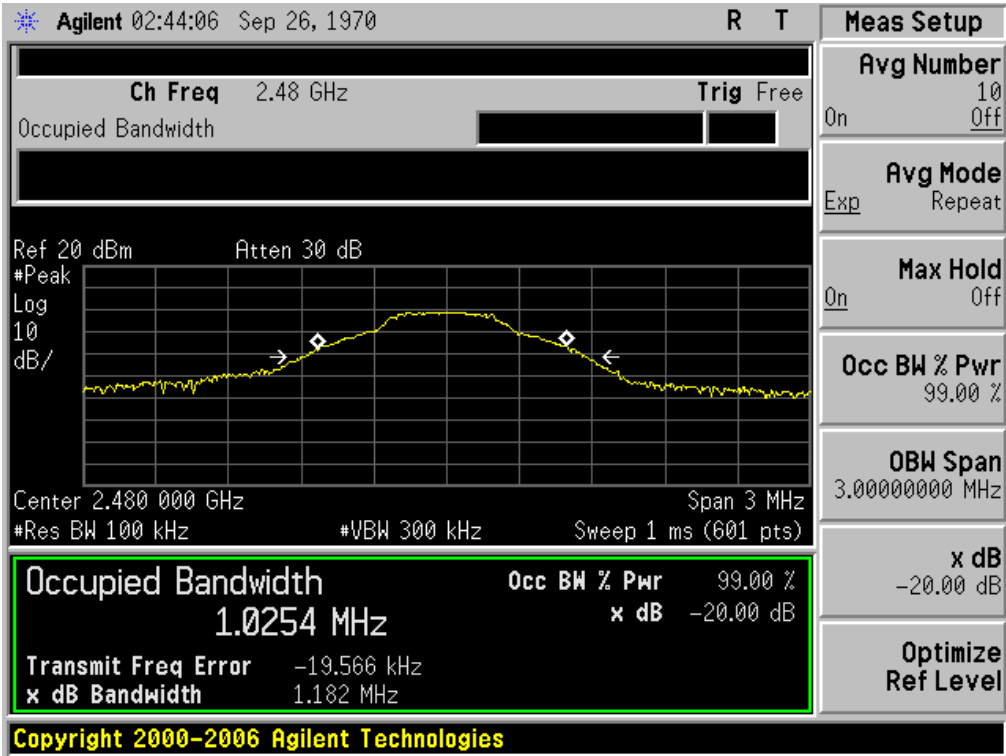 Agilent 02:44:06 Sep 26, 1970 R T
Meas Setup
Ch Freq 2.48 GHz Trig Free
Occupied Bandwidth
Ref 20 dBm Atten 30 dB
#Peak
Log
10
dB/
Center 2.480 000 GHz Span 3 MHz
#Res BW 100 kHz #VBW 300 kHz Sweep 1 ms (601 pts)
Occupied Bandwidth
1.0254 MHz
Occ BW % Pwr 99.00 %
x dB -20.00 dB
Transmit Freq Error -19.566 kHz
x dB Bandwidth 1.182 MHz
Avg Number
10
On Off
Avg Mode
Exp Repeat
Max Hold
On Off
Occ BW % Pwr
99.00 %
OBW Span
3.00000000 MHz
x dB
-20.00 dB
Optimize
Ref Level
Copyright 2000-2006 Agilent Technologies